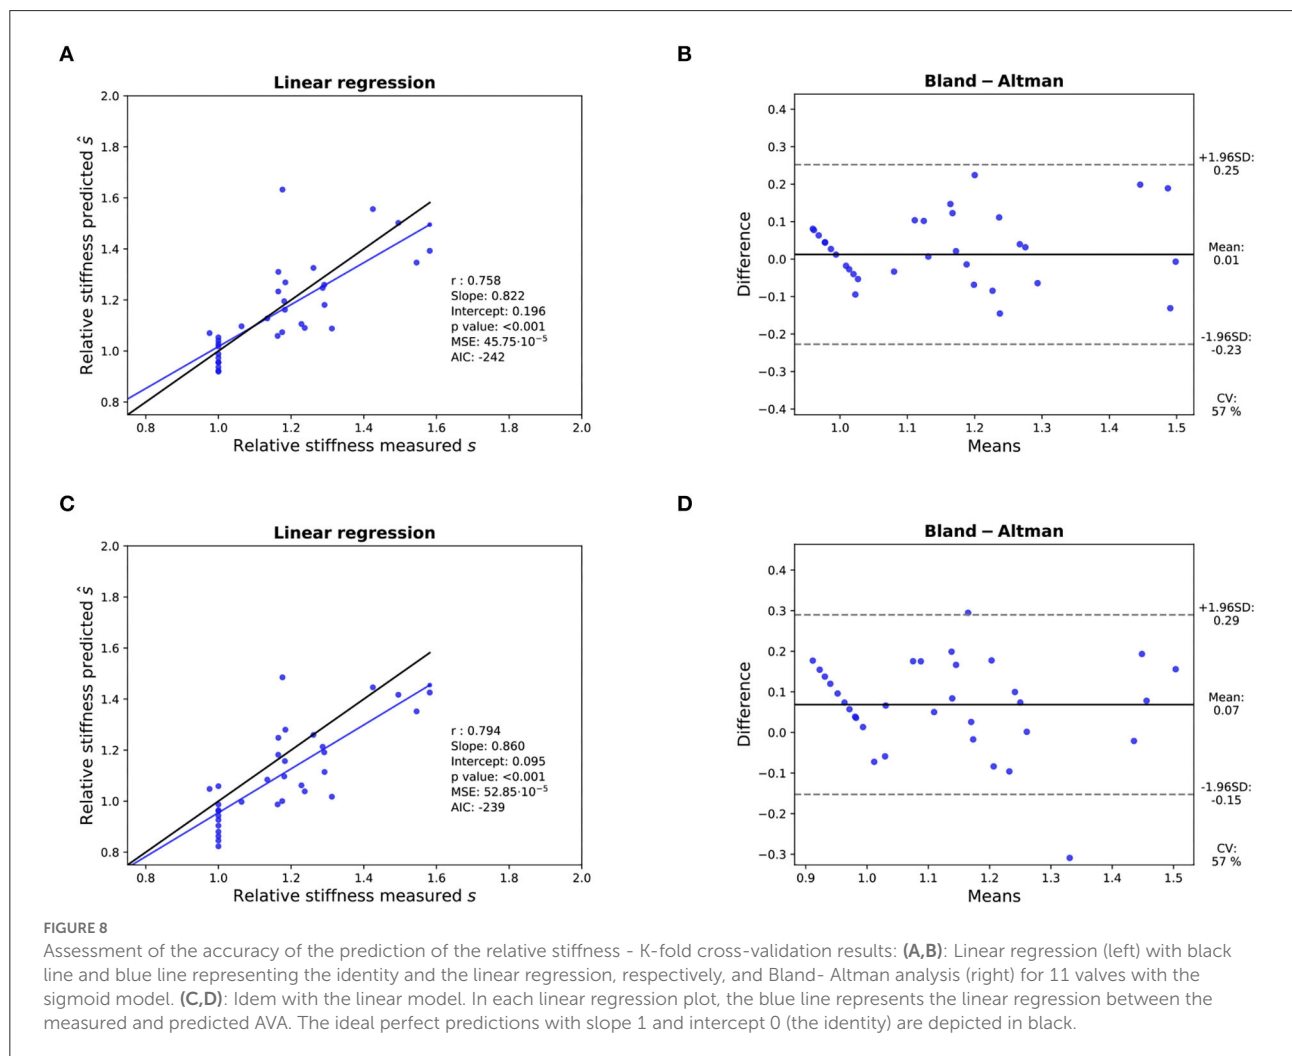 A
Linear regression
2.0
1.8
1.6
1.4
1.2
1.0
0.8
Relative stiffness predicted ŝ
r : 0.758
Slope: 0.822
Intercept: 0.196
p value: <0.001
MSE: 45.75·10⁻⁵
AIC: -242
0.8 1.0 1.2 1.4 1.6 1.8 2.0
Relative stiffness measured s
B
Bland – Altman
0.4
0.3
0.2
0.1
0.0
−0.1
−0.2
−0.3
−0.4
Difference
+1.96SD:
0.25
Mean:
0.01
-1.96SD:
-0.23
CV:
57 %
1.0 1.1 1.2 1.3 1.4 1.5
Means
C
Linear regression
2.0
1.8
1.6
1.4
1.2
1.0
0.8
Relative stiffness predicted ŝ
r : 0.794
Slope: 0.860
Intercept: 0.095
p value: <0.001
MSE: 52.85·10⁻⁵
AIC: -239
0.8 1.0 1.2 1.4 1.6 1.8 2.0
Relative stiffness measured s
D
Bland – Altman
0.4
0.3
0.2
0.1
0.0
−0.1
−0.2
−0.3
Difference
+1.96SD:
0.29
Mean:
0.07
-1.96SD:
-0.15
CV:
57 %
0.9 1.0 1.1 1.2 1.3 1.4 1.5
Means
FIGURE 8
Assessment of the accuracy of the prediction of the relative stiffness - K-fold cross-validation results: (A,B): Linear regression (left) with black
line and blue line representing the identity and the linear regression, respectively, and Bland- Altman analysis (right) for 11 valves with the
sigmoid model. (C,D): Idem with the linear model. In each linear regression plot, the blue line represents the linear regression between the
measured and predicted AVA. The ideal perfect predictions with slope 1 and intercept 0 (the identity) are depicted in black.